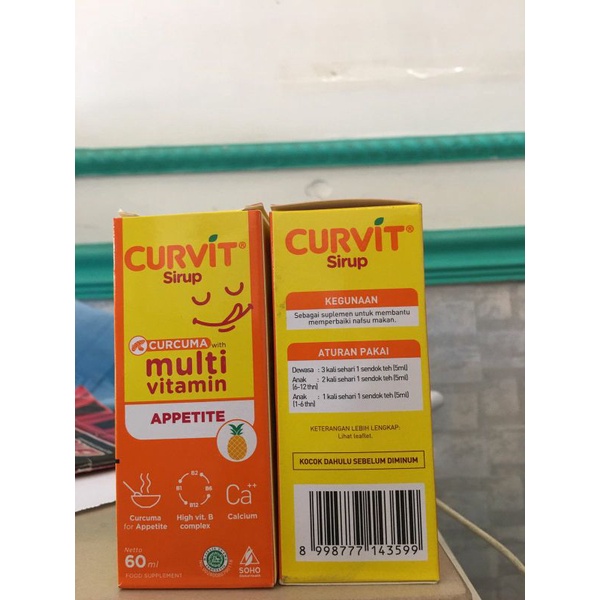 CURVIT®
Sirup
CURCUMA with
multi
vitamin
APPETITE
Curcuma
for Appetite
B1
B2
B6
B12
High vit. B
complex
Ca++
Calcium
Netto
60 ml
FOOD SUPPLEMENT
SOHO
CURVIT®
Sirup
KEGUNAAN
Sebagai suplemen untuk membantu
memperbaiki nafsu makan.
ATURAN PAKAI
Dewasa : 3 kali sehari 1 sendok teh (5ml)
Anak : 2 kali sehari 1 sendok teh (5ml)
(6-12 thn)
Anak : 1 kali sehari 1 sendok teh (5ml)
(1-6 thn)
KETERANGAN LEBIH LENGKAP:
Lihat leaflet.
KOCOK DAHULU SEBELUM DIMINUM
8 998777 143599